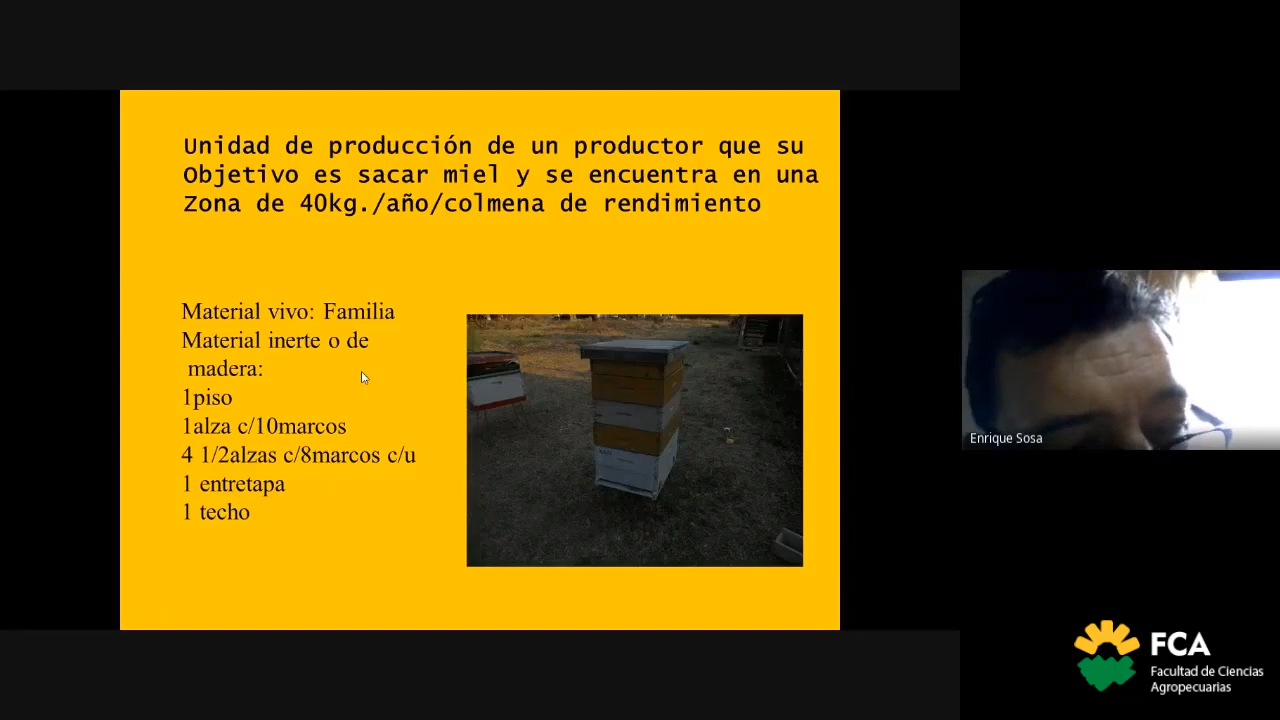 Unidad de producción de un productor que su
Objetivo es sacar miel y se encuentra en una
Zona de 40kg./año/colmena de rendimiento
Material vivo: Familia
Material inerte o de
madera:
1piso
1alza c/10marcos
4 1/2alzas c/8marcos c/u
1 entretapa
1 techo
Enrique Sosa
FCA
Facultad de Ciencias
Agropecuarias